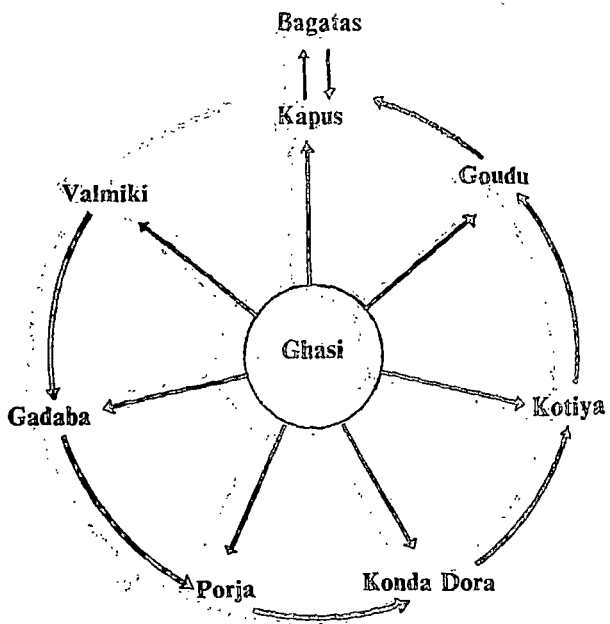 Bagatas
Kapus
Valmiki
Goudu
Ghasi
Gadaba
Kotiya
Porja
Konda Dora